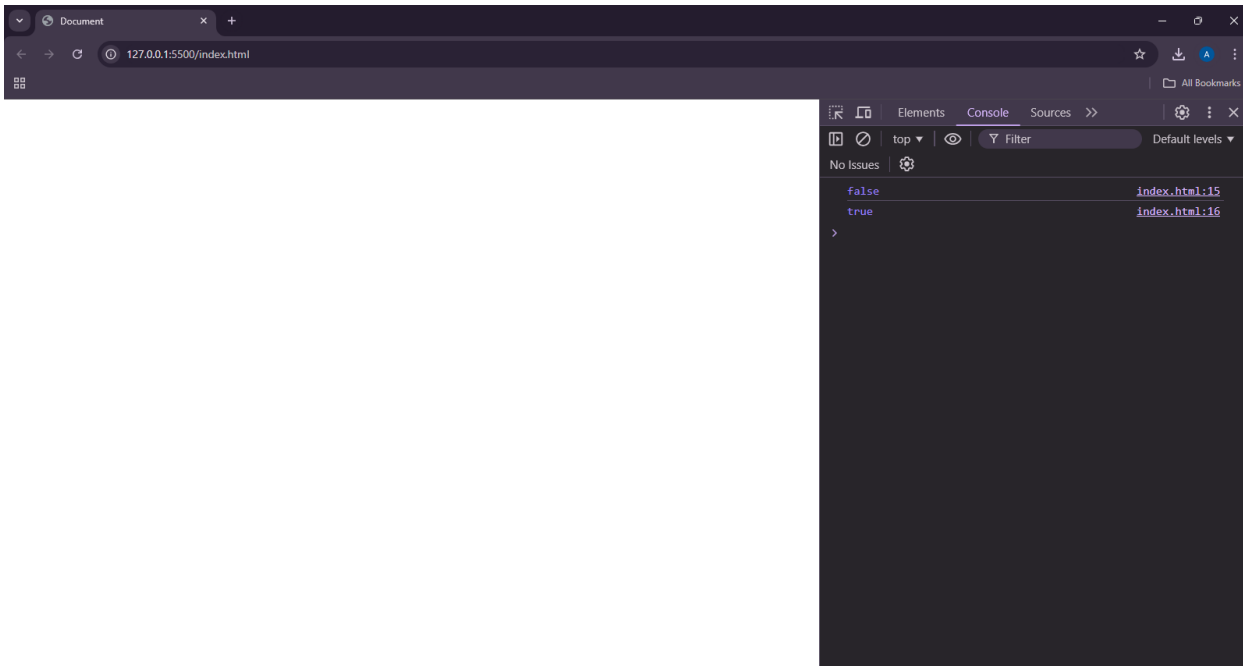 Document
127.0.0.1:5500/index.html
A
All Bookmarks
Elements Console Sources
top Filter Default levels
No Issues
false index.html:15
true index.html:16